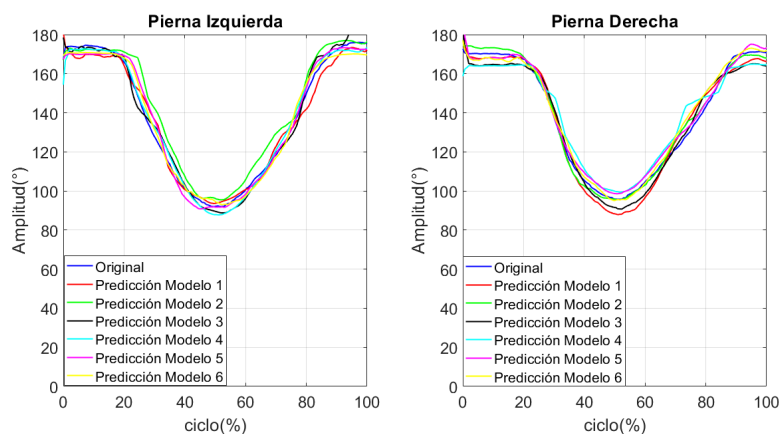 Pierna Izquierda
180
160
140
120
100
80
60
40
20
0
Amplitud(°)
Original
Predicción Modelo 1
Predicción Modelo 2
Predicción Modelo 3
Predicción Modelo 4
Predicción Modelo 5
Predicción Modelo 6
0 20 40 60 80 100
ciclo(%)
Pierna Derecha
180
160
140
120
100
80
60
40
20
0
Amplitud(°)
Original
Predicción Modelo 1
Predicción Modelo 2
Predicción Modelo 3
Predicción Modelo 4
Predicción Modelo 5
Predicción Modelo 6
0 20 40 60 80 100
ciclo(%)